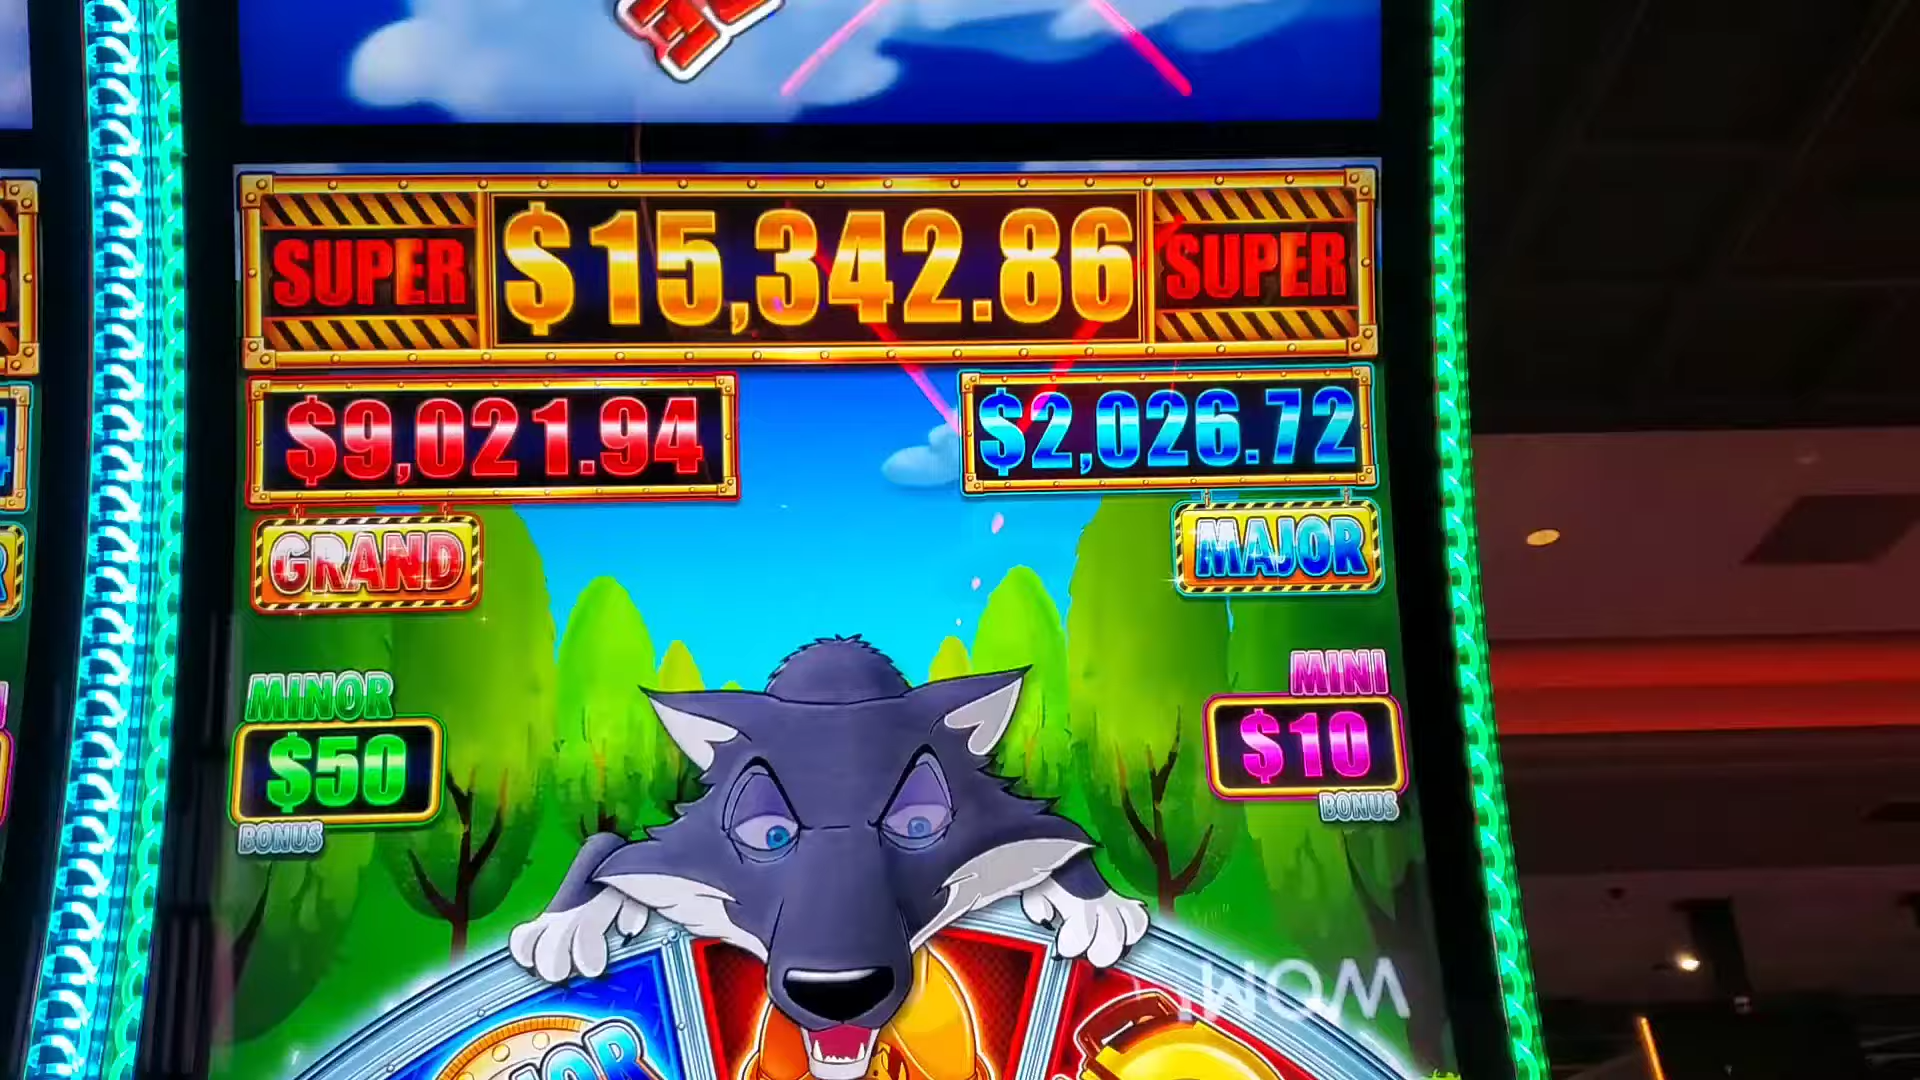 SUPER $15,342.86 SUPER
$9,021.94 $2,026.72
GRAND MAJOR
MINOR MINI
$50 $10
BONUS BONUS